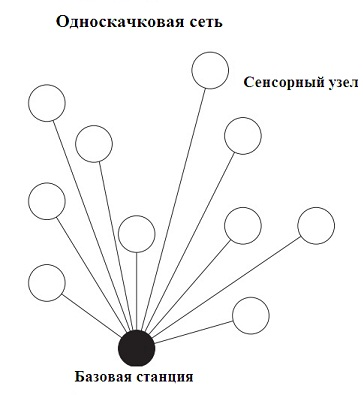 Односкачковая сеть
Сенсорный узел
Базовая станция